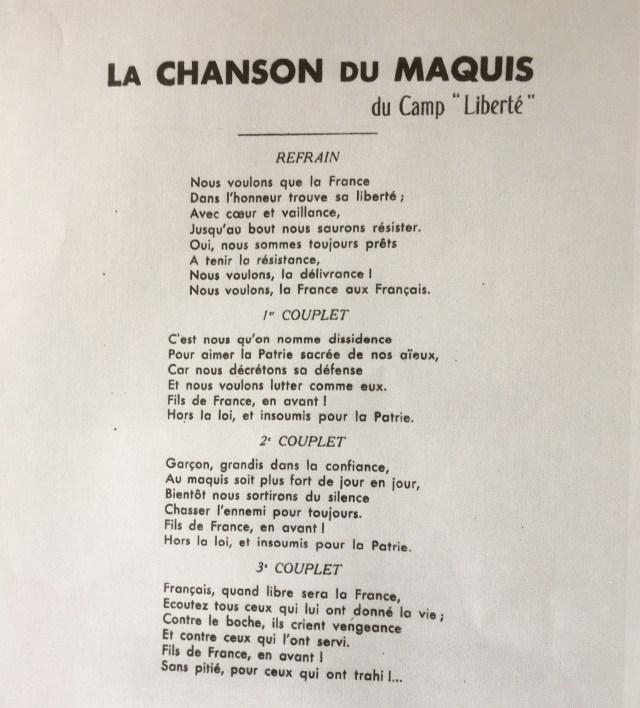 LA CHANSON DU MAQUIS
du Camp "Liberté"
REFRAIN
Nous voulons que la France
Dans l'honneur trouve sa liberté ;
Avec cœur et vaillance,
Jusqu'au bout nous saurons résister.
Oui, nous sommes toujours prêts
A tenir la résistance,
Nous voulons, la délivrance !
Nous voulons, la France aux Français.
1er COUPLET
C'est nous qu'on nomme dissidence
Pour aimer la Patrie sacrée de nos aïeux,
Car nous décrétons sa défense
Et nous voulons lutter comme eux.
Fils de France, en avant !
Hors la loi, et insoumis pour la Patrie.
2e COUPLET
Garçon, grandis dans la confiance,
Au maquis soit plus fort de jour en jour,
Bientôt nous sortirons du silence
Chasser l'ennemi pour toujours.
Fils de France, en avant !
Hors la loi, et insoumis pour la Patrie.
3e COUPLET
Français, quand libre sera la France,
Ecoutez tous ceux qui lui ont donné la vie ;
Contre le boche, ils crient vengeance
Et contre ceux qui l'ont servi.
Fils de France, en avant !
Sans pitié, pour ceux qui ont trahi !...